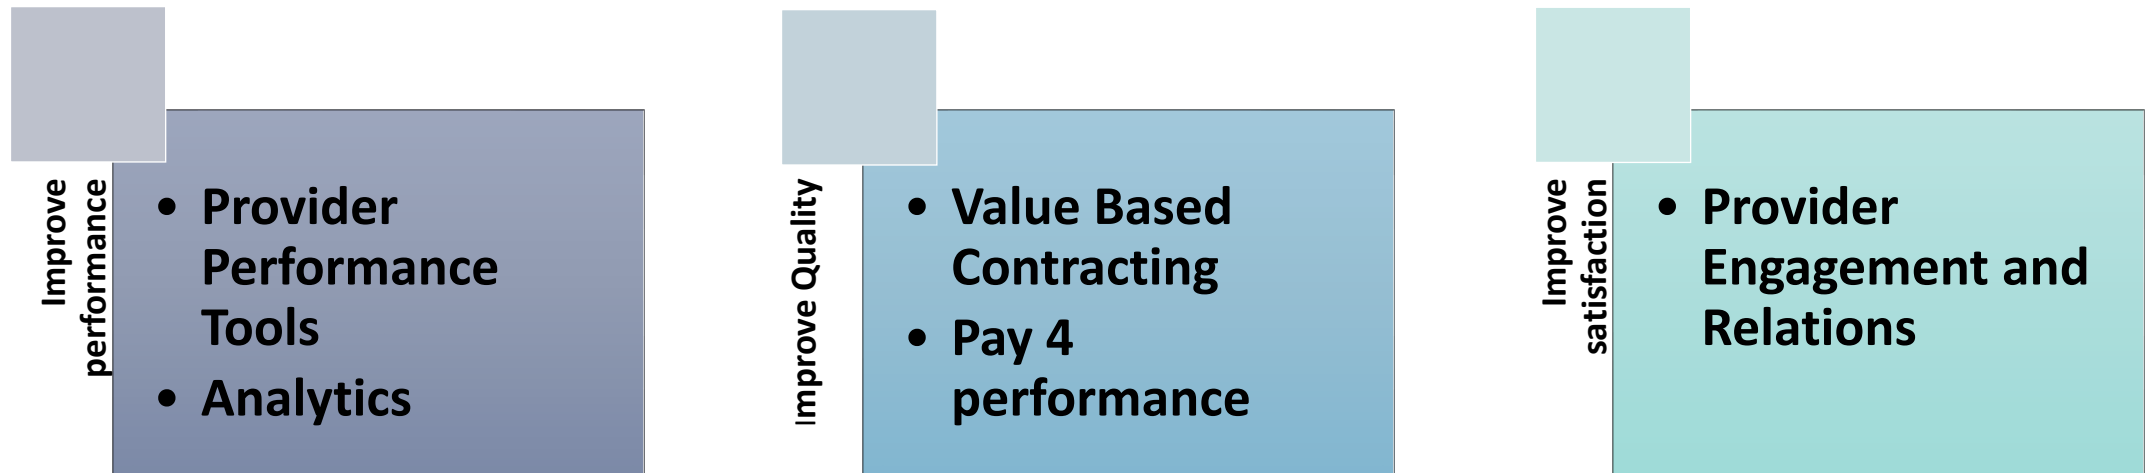 Improve
performance
• Provider
Performance
Tools
• Analytics
Improve Quality
• Value Based
Contracting
• Pay 4
performance
Improve
satisfaction
• Provider
Engagement and
Relations